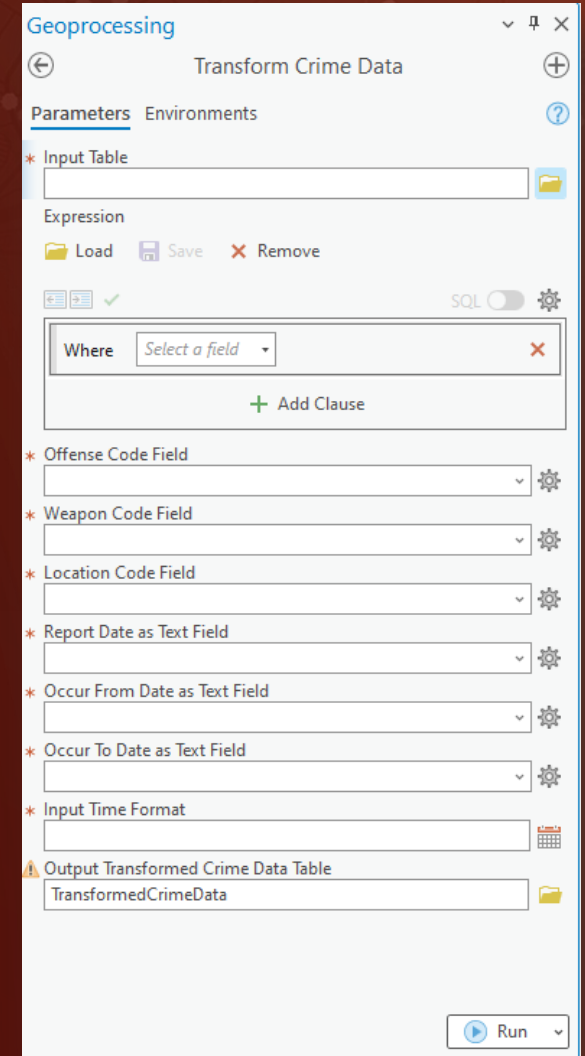 Geoprocessing
Transform Crime Data
Parameters Environments
* Input Table
Expression
Load Save Remove
SQL
Where Select a field
Add Clause
* Offense Code Field
* Weapon Code Field
* Location Code Field
* Report Date as Text Field
* Occur From Date as Text Field
* Occur To Date as Text Field
* Input Time Format
Output Transformed Crime Data Table
TransformedCrimeData
Run